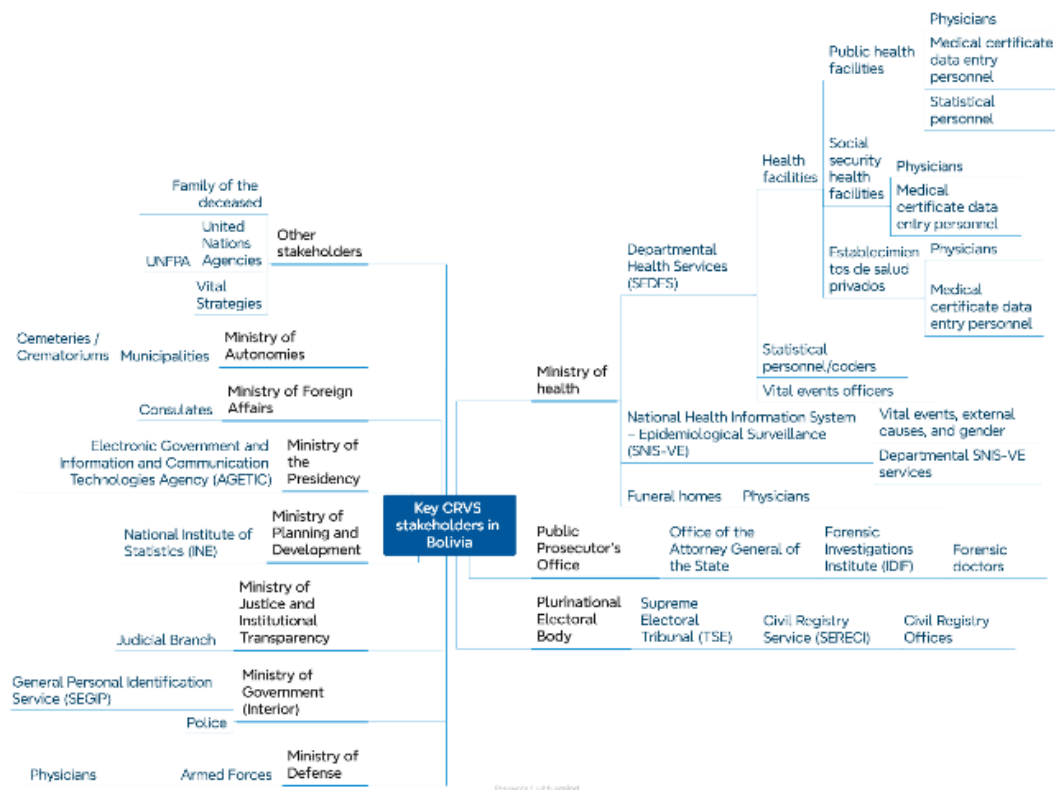 Physicians
Public health
facilities
Medical certificate
data entry
personnel
Statistical
personnel
Health
facilities
Social
security
health
facilities
Physicians
Medical
certificate data
entry personnel
Establecimien
tos de salud
privados
Physicians
Medical
certificate data
entry personnel
Departmental
Health Services
(SEDES)
Statistical
personnel/coders
Vital events officers
Ministry of
health
National Health Information System
– Epidemiological Surveillance
(SNIS-VE)
Vital events, external
causes, and gender
Departmental SNIS-VE
services
Funeral homes
Physicians
Public
Prosecutor's
Office
Office of the
Attorney General of
the State
Forensic
Investigations
Institute (IDIF)
Forensic
doctors
Plurinational
Electoral
Body
Supreme
Electoral
Tribunal (TSE)
Civil Registry
Service (SERECI)
Civil Registry
Offices
Key CRVS
stakeholders in
Bolivia
Family of the
deceased
Other
stakeholders
United
Nations
Agencies
UNFPA
Vital
Strategies
Cemeteries /
Crematoriums
Municipalities
Ministry of
Autonomies
Consulates
Ministry of Foreign
Affairs
Electronic Government and
Information and Communication
Technologies Agency (AGETIC)
Ministry of
the
Presidency
National Institute of
Statistics (INE)
Ministry of
Planning and
Development
Judicial Branch
Ministry of
Justice and
Institutional
Transparency
General Personal Identification
Service (SEGIP)
Police
Ministry of
Government
(Interior)
Physicians
Armed Forces
Ministry of
Defense